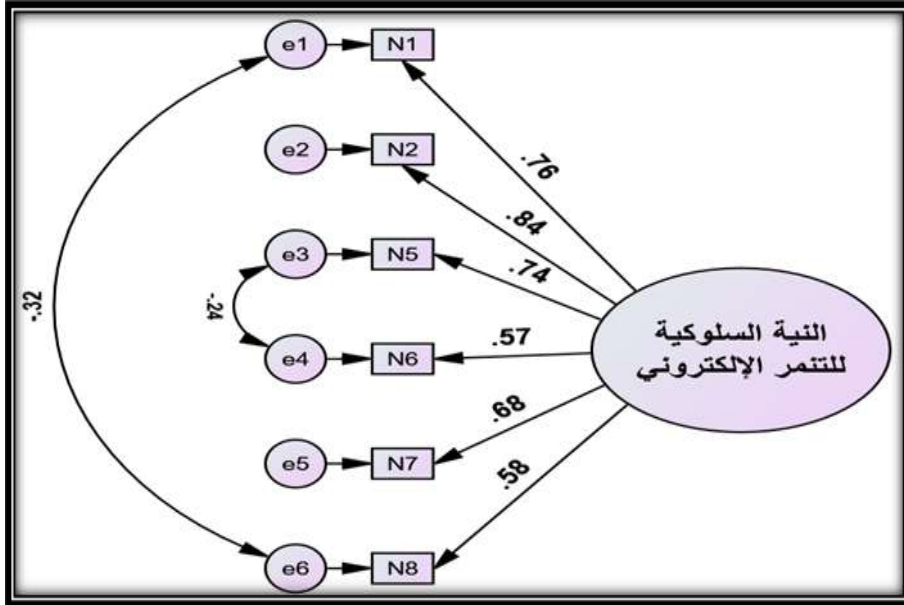 e1
N1
.76
e2
N2
.84
e3
N5
.74
-.32
-.24
النية السلوكية
للتنمر الإلكتروني
e4
N6
.57
.68
e5
N7
.58
e6
N8